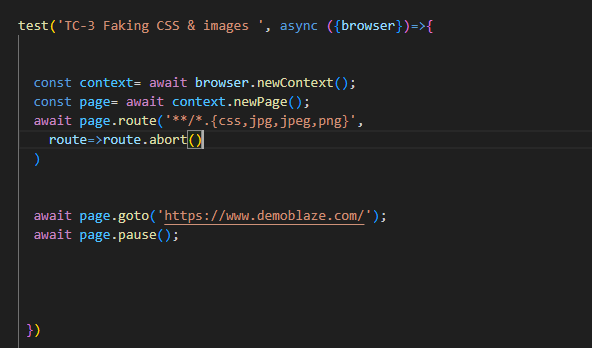 test('TC-3 Faking CSS & images ', async ({browser})=>{
const context= await browser.newContext();
const page= await context.newPage();
await page.route('**/*.{css,jpg,jpeg,png}',
route=>route.abort()
)
await page.goto('https://www.demoblaze.com/');
await page.pause();
})